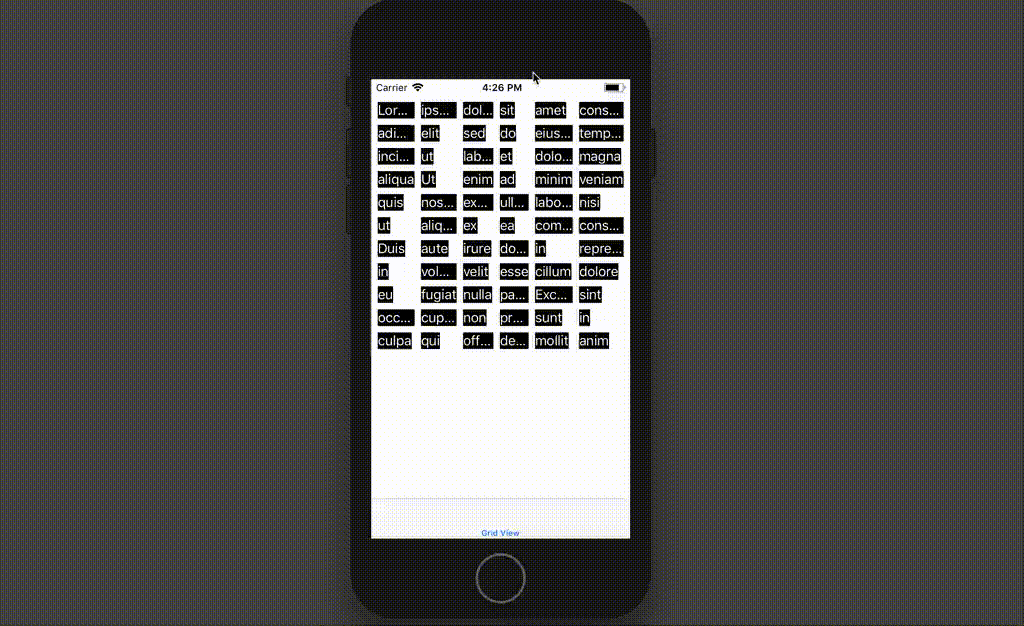 Carrier 4:26 PM
Lor... ips... dol... sit amet cons...
adi... elit sed do eius... temp...
inci... ut lab... et dolo... magna
aliqua Ut enim ad minim veniam
quis nos... ex... ull... labo... nisi
ut aliq... ex ea com... cons...
Duis aute irure do... in repre...
in vol... velit esse cillum dolore
eu fugiat nulla pa... Exc... sint
occ... cup... non pr... sunt in
culpa qui off... de... mollit anim
Grid View